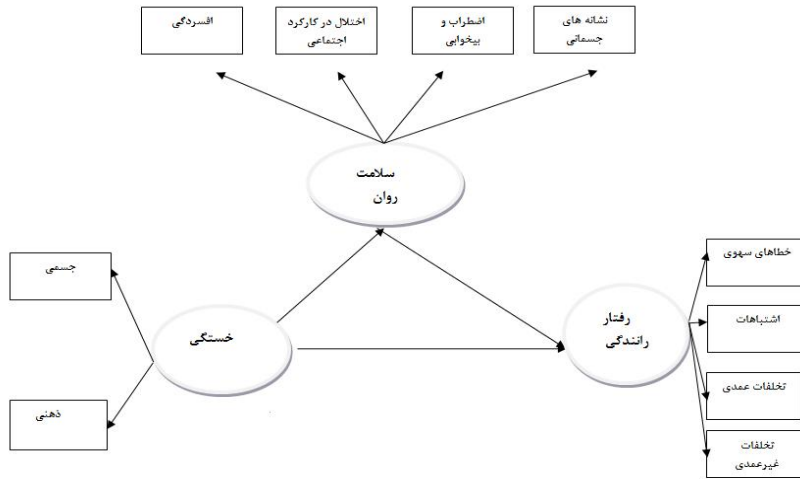 نشانه های
جسمانی
اضطراب و
بیخوابی
اختلال در کارکرد
اجتماعی
افسردگی
سلامت
روان
خطاهای سهوی
جسمی
رفتار
رانندگی
اشتباهات
خستگی
تخلفات عمدی
ذهنی
تخلفات
غیرعمدی